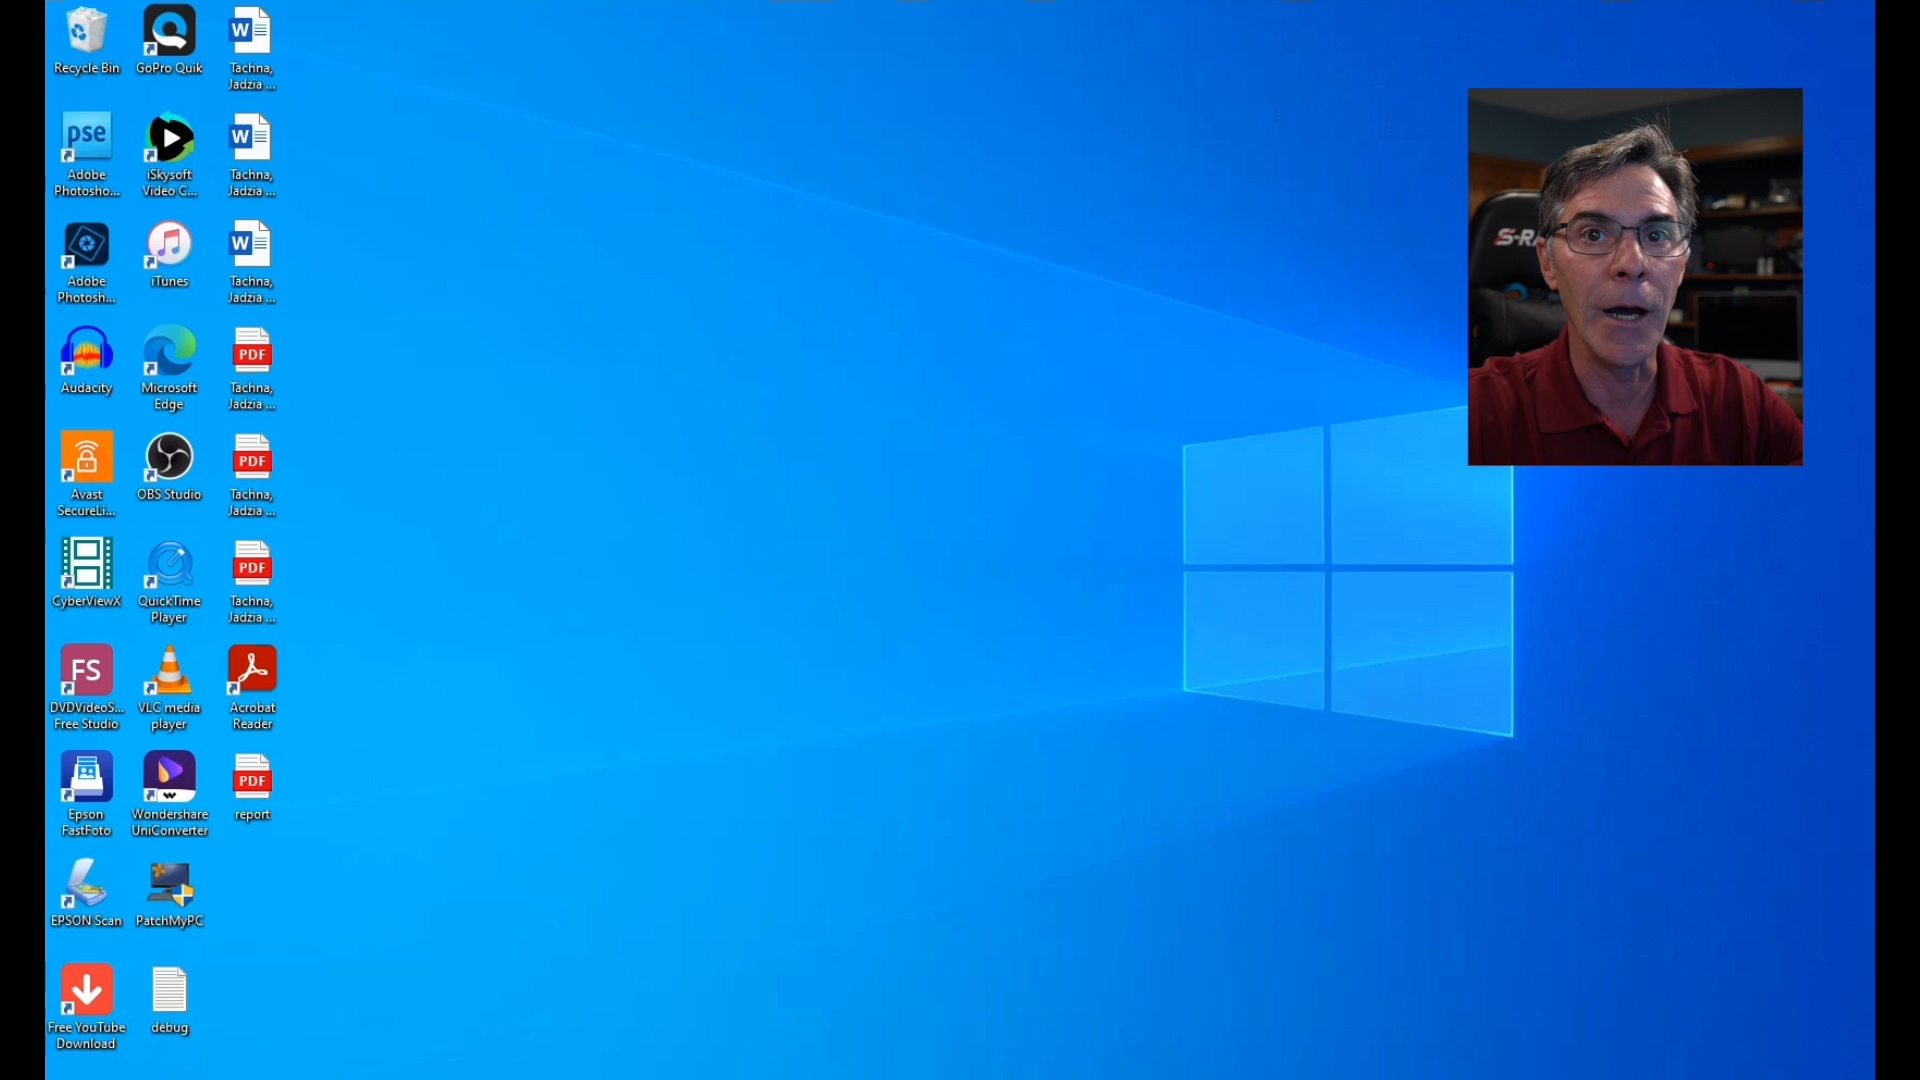 Recycle Bin
GoPro Quik
W
Tachna,
Jadzia ...
pse
Adobe
Photosho...
iSkysoft
Video C...
W
Tachna,
Jadzia ...
Adobe
Photosh...
iTunes
W
Tachna,
Jadzia ...
Audacity
Microsoft
Edge
PDF
Tachna,
Jadzia ...
Avast
SecureLi...
OBS Studio
PDF
Tachna,
Jadzia ...
CyberViewX
QuickTime
Player
PDF
Tachna,
Jadzia ...
FS
DVDVideoS...
Free Studio
VLC media
player
Acrobat
Reader
Epson
FastFoto
Wondershare
UniConverter
PDF
report
EPSON Scan
PatchMyPC
Free YouTube
Download
debug